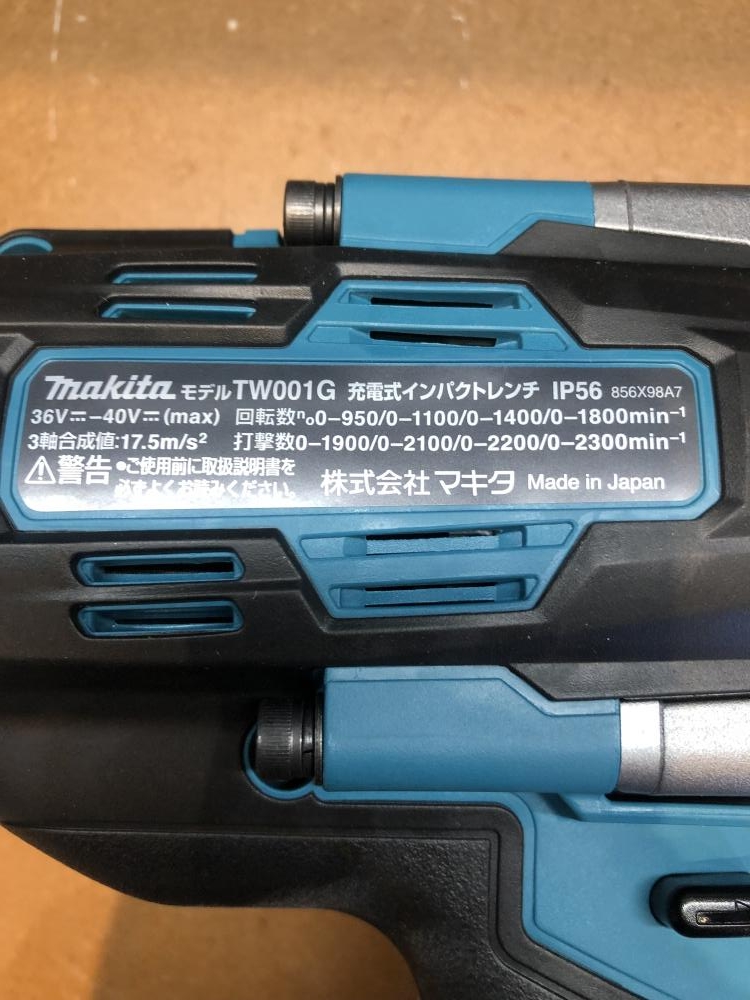 makita モデル TW001G 充電式インパクトレンチ IP56 856X98A7
36V⎓–40V⎓(max) 回転数n₀0–950/0–1100/0–1400/0–1800min⁻¹
3軸合成値:17.5m/s² 打撃数0–1900/0–2100/0–2200/0–2300min⁻¹
⚠警告 •ご使用前に取扱説明書を
必ずよくお読みください。 株式会社 マキタ Made in Japan